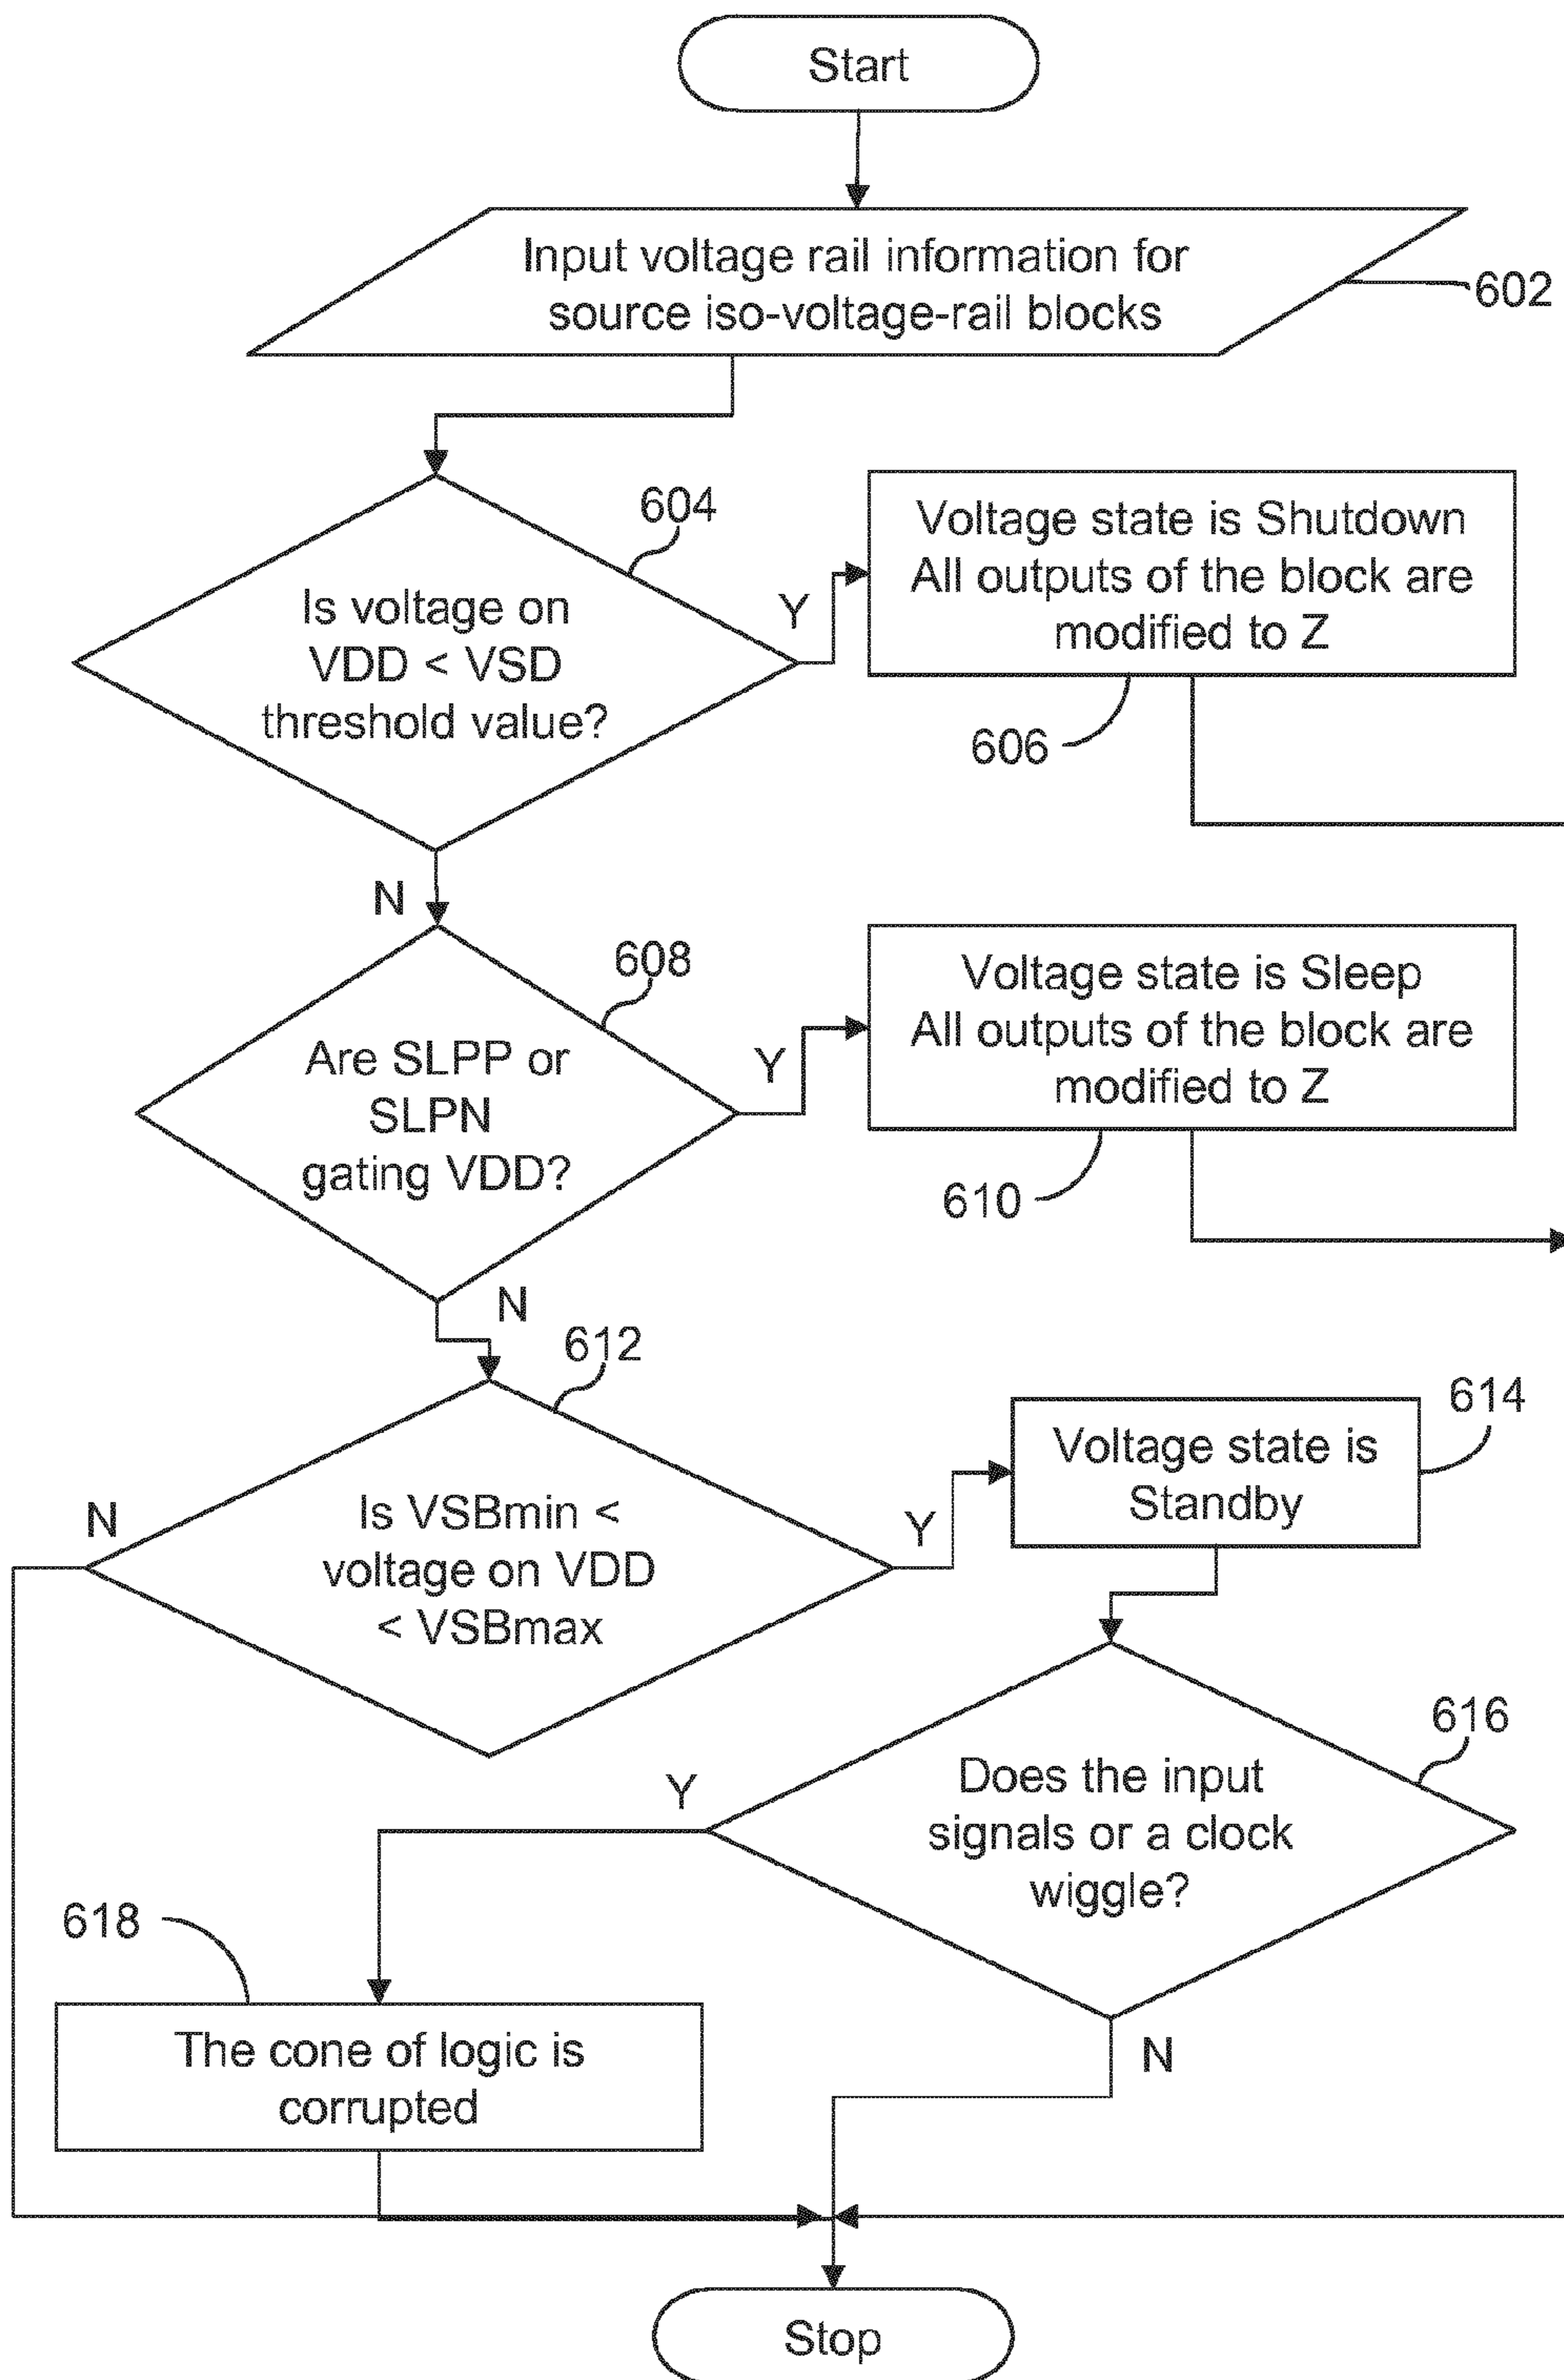 Start
Input voltage rail information for
source iso-voltage-rail blocks
602
604
Is voltage on
VDD < VSD
threshold value?
Y
Voltage state is Shutdown
All outputs of the block are
modified to Z
606
N
608
Are SLPP or
SLPN
gating VDD?
Y
Voltage state is Sleep
All outputs of the block are
modified to Z
610
N
612
Is VSBmin <
voltage on VDD
< VSBmax
N
Y
Voltage state is
Standby
614
616
Does the input
signals or a clock
wiggle?
Y
618
The cone of logic is
corrupted
N
Stop